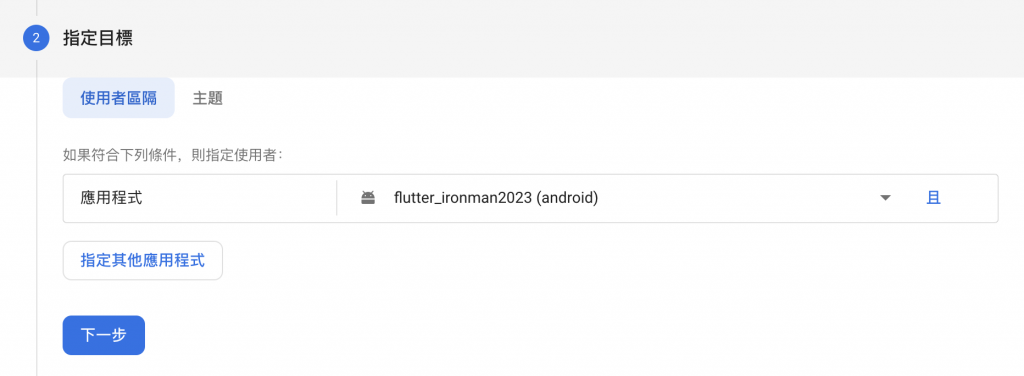 2 指定目標
使用者區隔 主題
如果符合下列條件，則指定使用者：
應用程式 flutter_ironman2023 (android) 且
指定其他應用程式
下一步